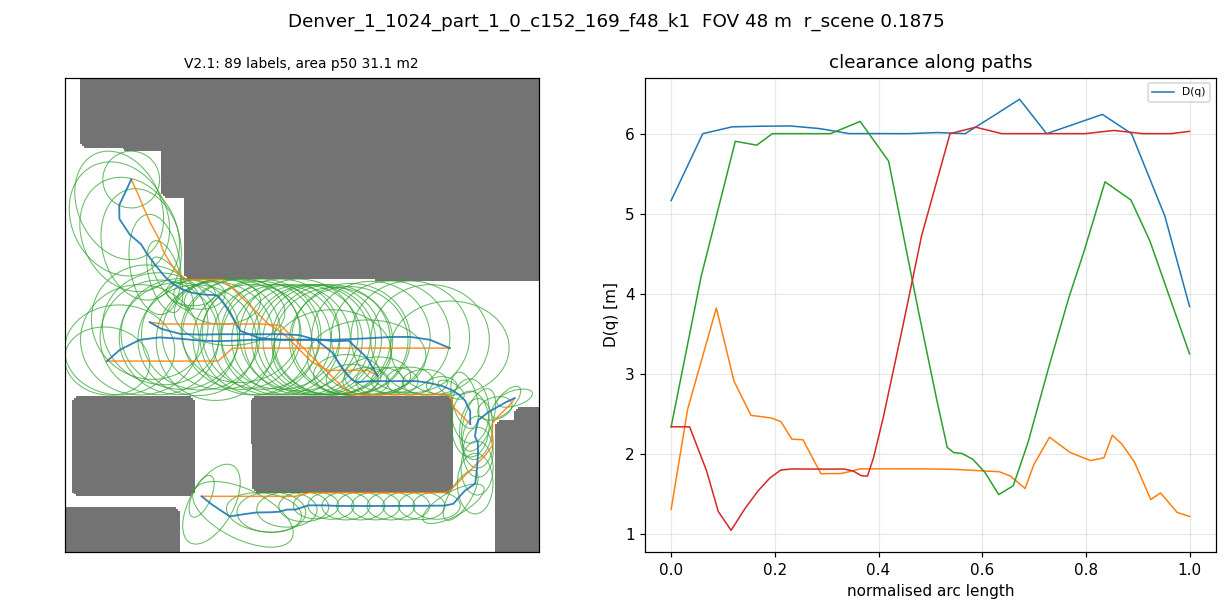 Denver_1_1024_part_1_0_c152_169_f48_k1  FOV 48 m  r_scene 0.1875
V2.1: 89 labels, area p50 31.1 m2
clearance along paths
D(q)
D(q) [m]
6
5
4
3
2
1
0.0
0.2
0.4
0.6
0.8
1.0
normalised arc length